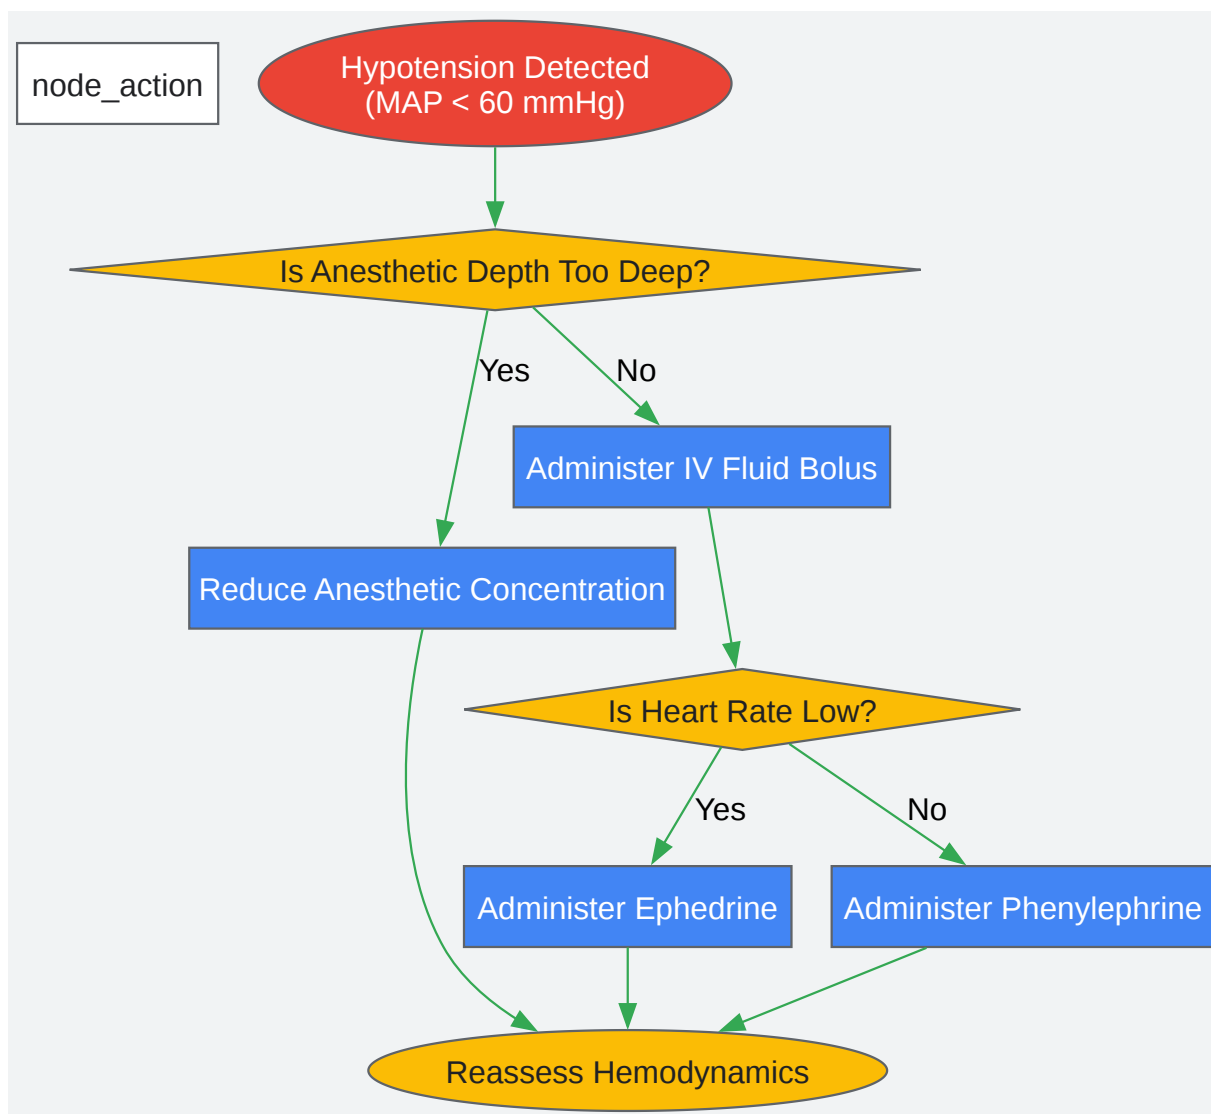 node_action
Hypotension Detected
(MAP < 60 mmHg)
Is Anesthetic Depth Too Deep?
Yes
No
Administer IV Fluid Bolus
Reduce Anesthetic Concentration
Is Heart Rate Low?
Yes
No
Administer Ephedrine
Administer Phenylephrine
Reassess Hemodynamics